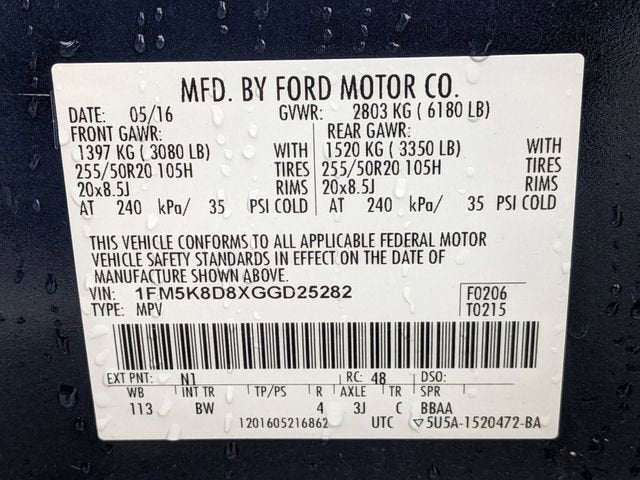 MFD. BY FORD MOTOR CO.
DATE: 05/16 GVWR: 2803 KG ( 6180 LB)
FRONT GAWR: REAR GAWR:
1397 KG ( 3080 LB) WITH 1520 KG ( 3350 LB) WITH
255/50R20 105H TIRES 255/50R20 105H TIRES
20x8.5J RIMS 20x8.5J RIMS
AT 240 kPa/ 35 PSI COLD AT 240 kPa/ 35 PSI COLD
THIS VEHICLE CONFORMS TO ALL APPLICABLE FEDERAL MOTOR
VEHICLE SAFETY STANDARDS IN EFFECT ON THE DATE OF
MANUFACTURE SHOWN ABOVE.
VIN: 1FM5K8D8XGGD25282 F0206
TYPE: MPV T0215
EXT PNT: N1 RC: 48 DSO:
WB INT TR TP/PS R AXLE TR SPR
113 BW 4 3J C BBAA
1201605216862 UTC ▽5U5A-1520472-BA